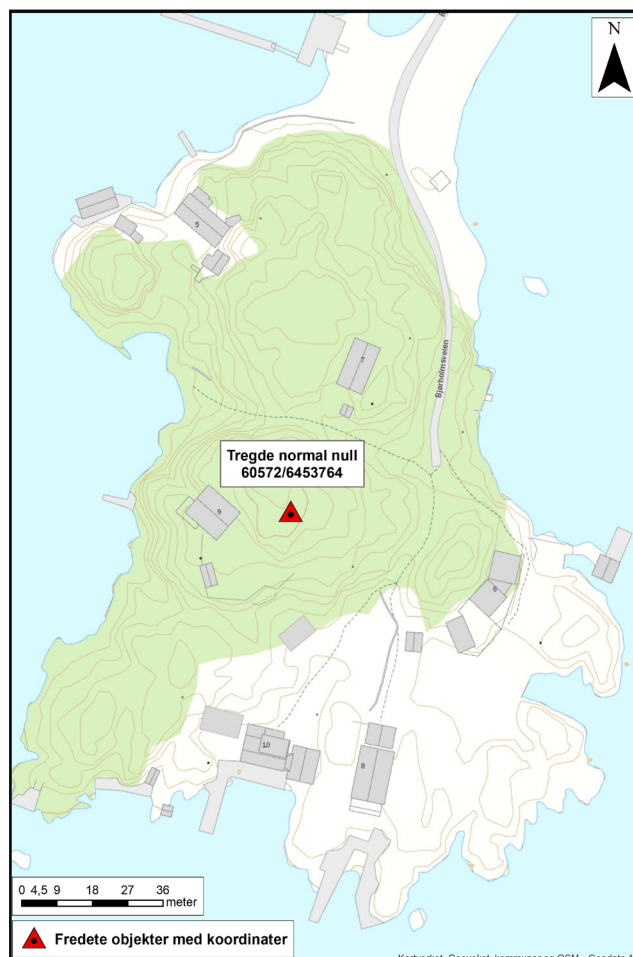 N
5
7
Bjørholmsveien
Tregde normal null
60572/6453764
9
6
10
8
0 4,5 9 18 27 36
meter
Fredete objekter med koordinater